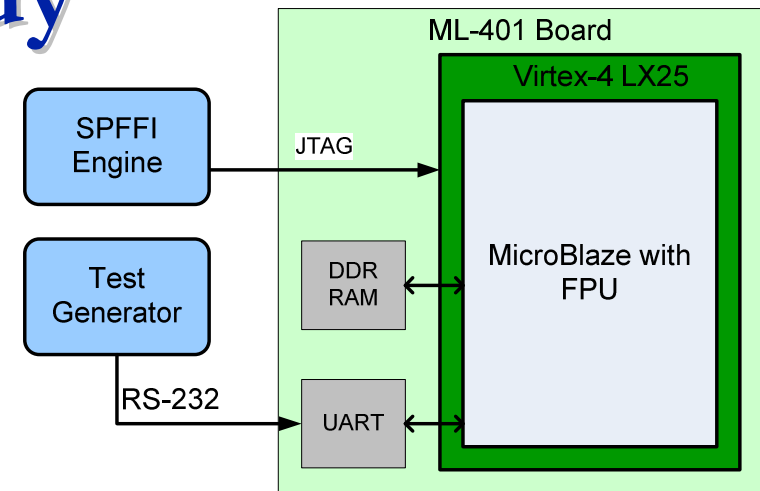 ML-401 Board
Virtex-4 LX25
SPFFI
Engine
JTAG
Test
Generator
DDR
RAM
MicroBlaze with
FPU
RS-232
UART